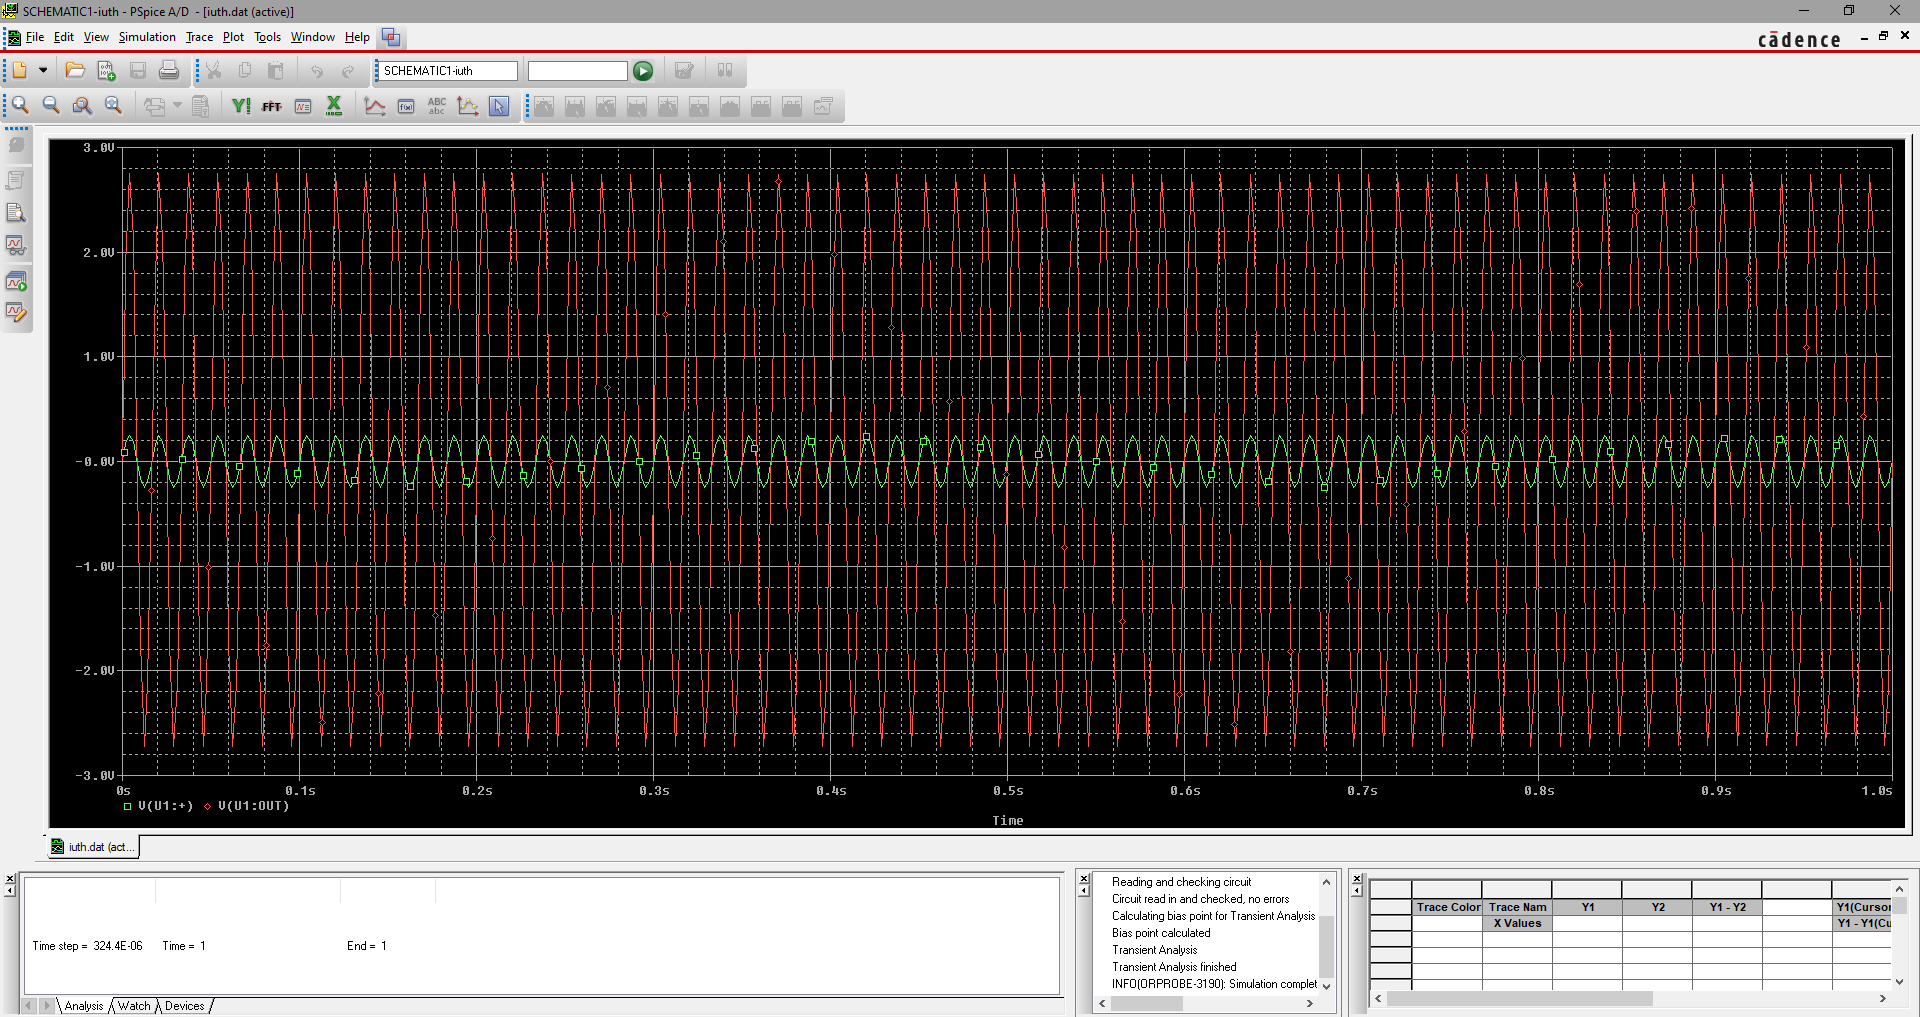 SCHEMATIC1-iuth - PSpice A/D - [iuth.dat (active)]
File Edit View Simulation Trace Plot Tools Window Help
cādence
SCHEMATIC1-iuth
FFT
ABC
abc
3.0V
2.0V
1.0V
-0.0V
-1.0V
-2.0V
-3.0V
0s 0.1s 0.2s 0.3s 0.4s 0.5s 0.6s 0.7s 0.8s 0.9s 1.0s
V(U1:+) V(U1:OUT)
Time
iuth.dat (act...
Time step = 324.4E-06 Time = 1 End = 1
Analysis Watch Devices
Reading and checking circuit
Circuit read in and checked, no errors
Calculating bias point for Transient Analysis
Bias point calculated
Transient Analysis
Transient Analysis finished
INFO(ORPROBE-3190): Simulation complet
Trace Color Trace Nam Y1 Y2 Y1 - Y2 Y1(Cursor
X Values Y1 - Y1(Cu